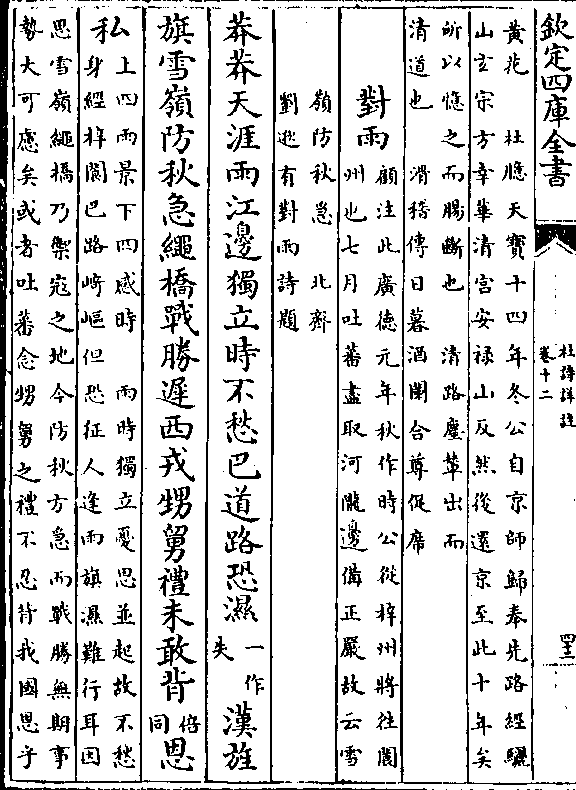 欽定四庫全書
杜詩詳註
卷十二
黄花 杜臆天寳十四年冬公自京師歸奉先路經驪
山玄宗方幸華清宫安禄山反然後還京至此十年矣
所以憶之而腸斷也 清路塵輦出而
清道也 滑稽傳日暮酒闌合尊促席
對雨 顧注此廣德元年秋作時公從梓州將往閬
州也七月吐蕃盡取河隴邊備正嚴故云雪
嶺防秋急 北齊
劉逖有對雨詩題
莽莽天涯雨江邊獨立時不愁巴道路恐濕一作失漢旌
旗雪嶺防秋急繩橋戰勝遲西戎甥舅禮未敢背倍同恩
私 上四雨景下四感時 雨時獨立憂思並起故不愁
身經梓閬巴路崎嶇但恐征人逢雨旗濕難行耳因
思雪嶺繩橋乃禦寇之地今防秋方急而戰勝無期事
勢大可慮矣或者吐蕃念甥舅之禮不忍背我國恩乎